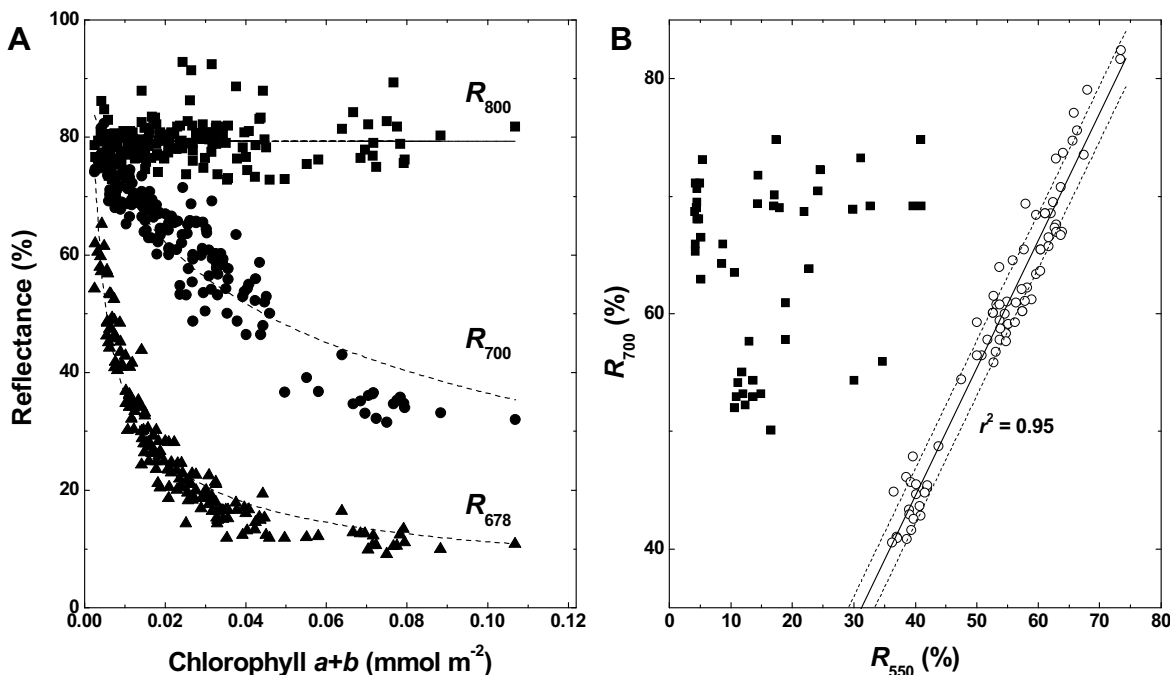 A
Reflectance (%)
100
80
60
40
20
0
R800
R700
R678
0.00 0.02 0.04 0.06 0.08 0.10 0.12
Chlorophyll a+b (mmol m-2)
B
R700 (%)
80
60
40
r2 = 0.95
0 10 20 30 40 50 60 70 80
R550 (%)